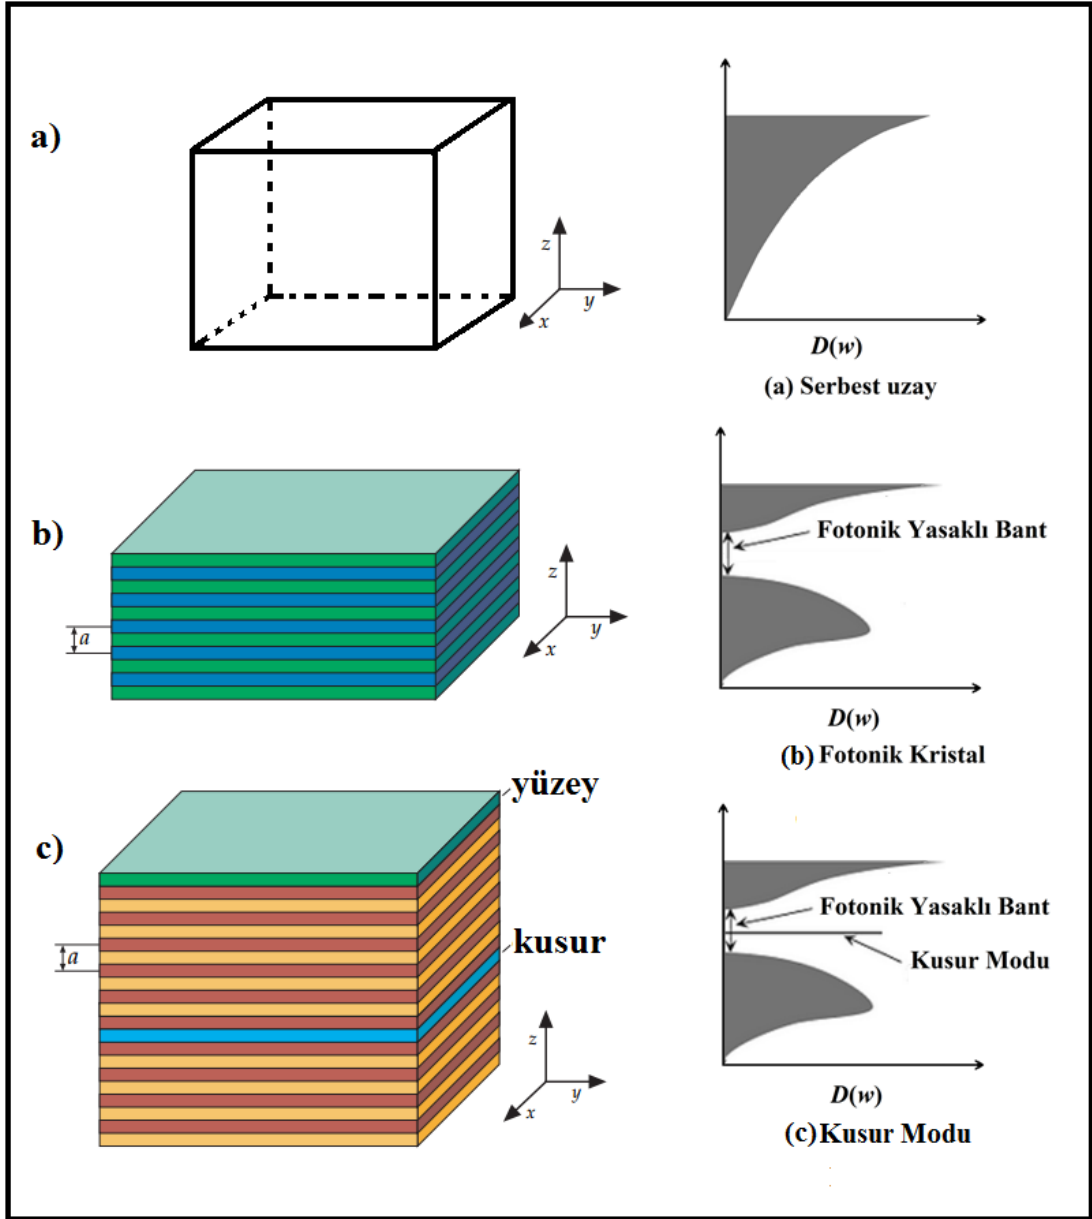 a)
z
y
x
D(w)
(a) Serbest uzay
b)
a
z
y
x
Fotonik Yasaklı Bant
D(w)
(b) Fotonik Kristal
c)
yüzey
kusur
a
z
y
x
Fotonik Yasaklı Bant
Kusur Modu
D(w)
(c) Kusur Modu